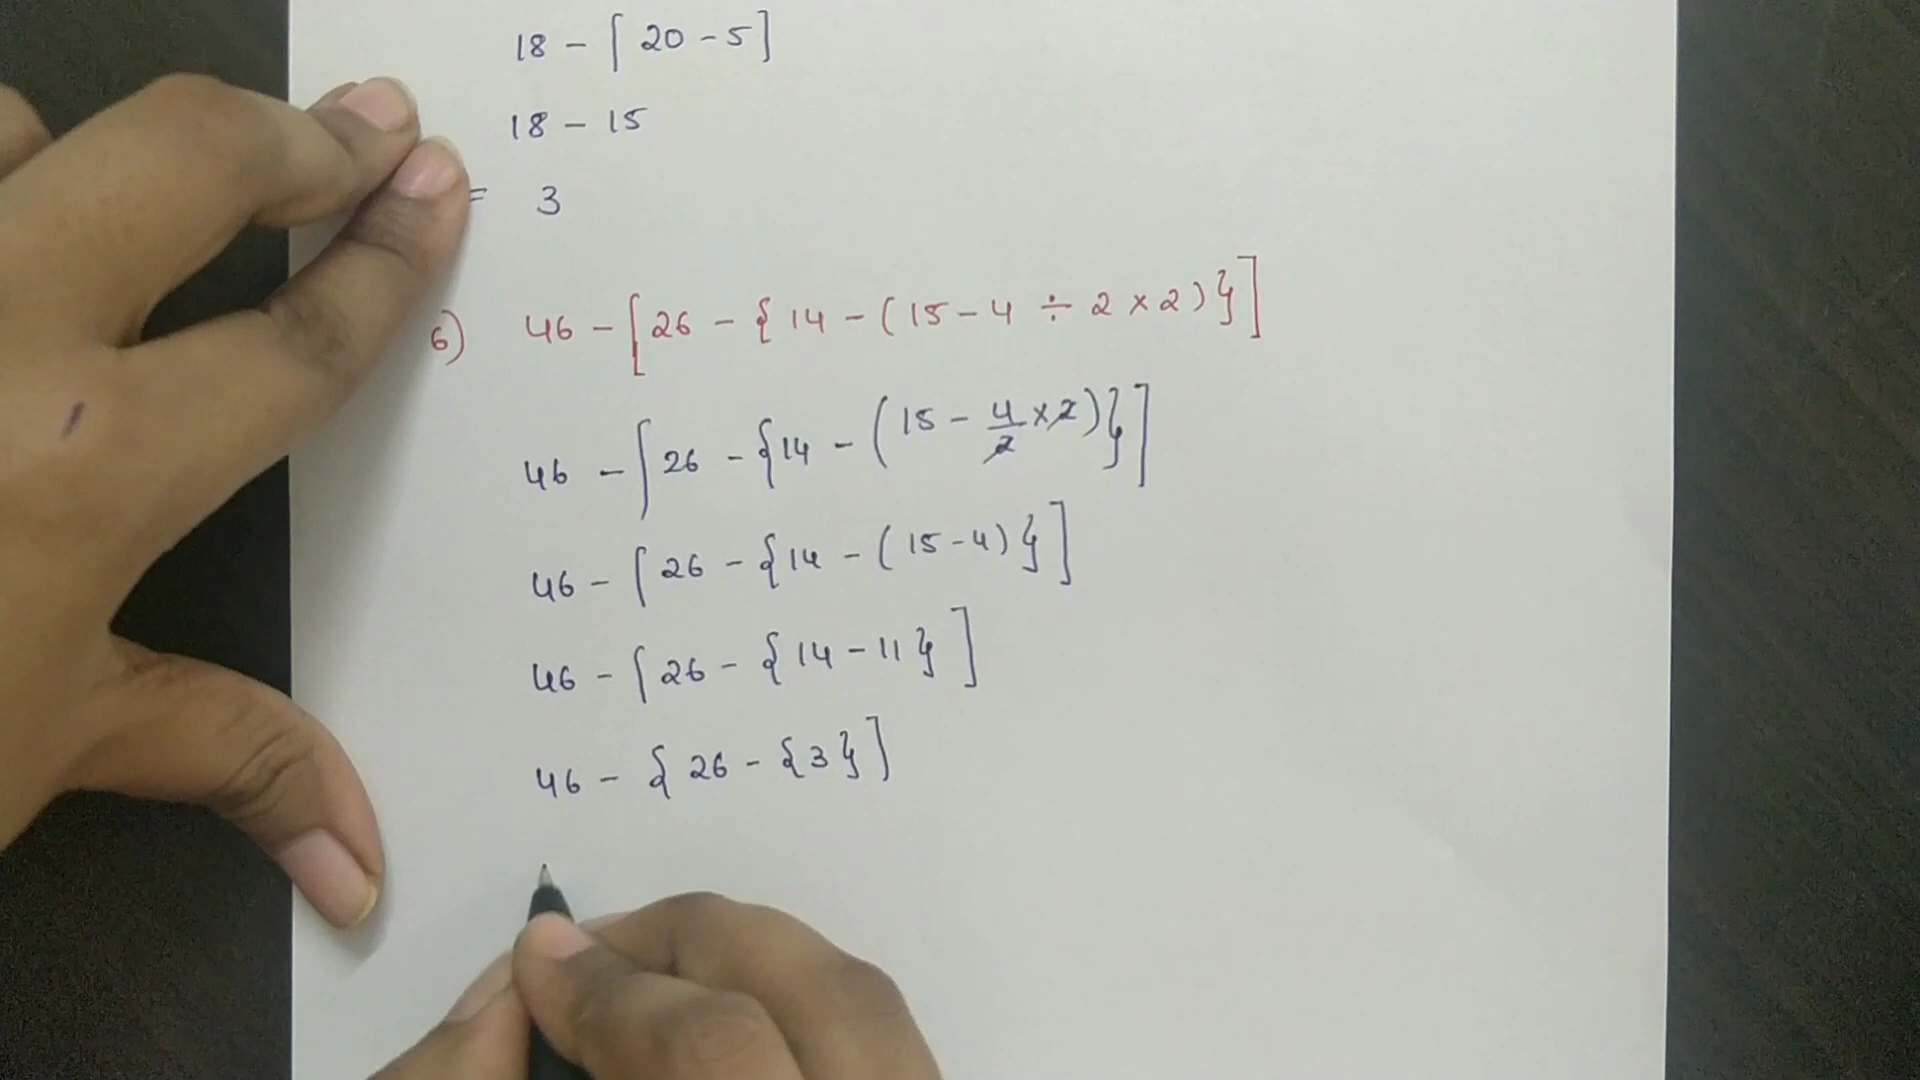 18 - [20 - 5]
18 - 15
= 3
6) 46 - [26 - {14 - (15 - 4 ÷ 2 × 2)}]
46 - [26 - {14 - (15 - 4/2 × 2)}]
46 - [26 - {14 - (15 - 4)}]
46 - [26 - {14 - 11}]
46 - {26 - {3}]